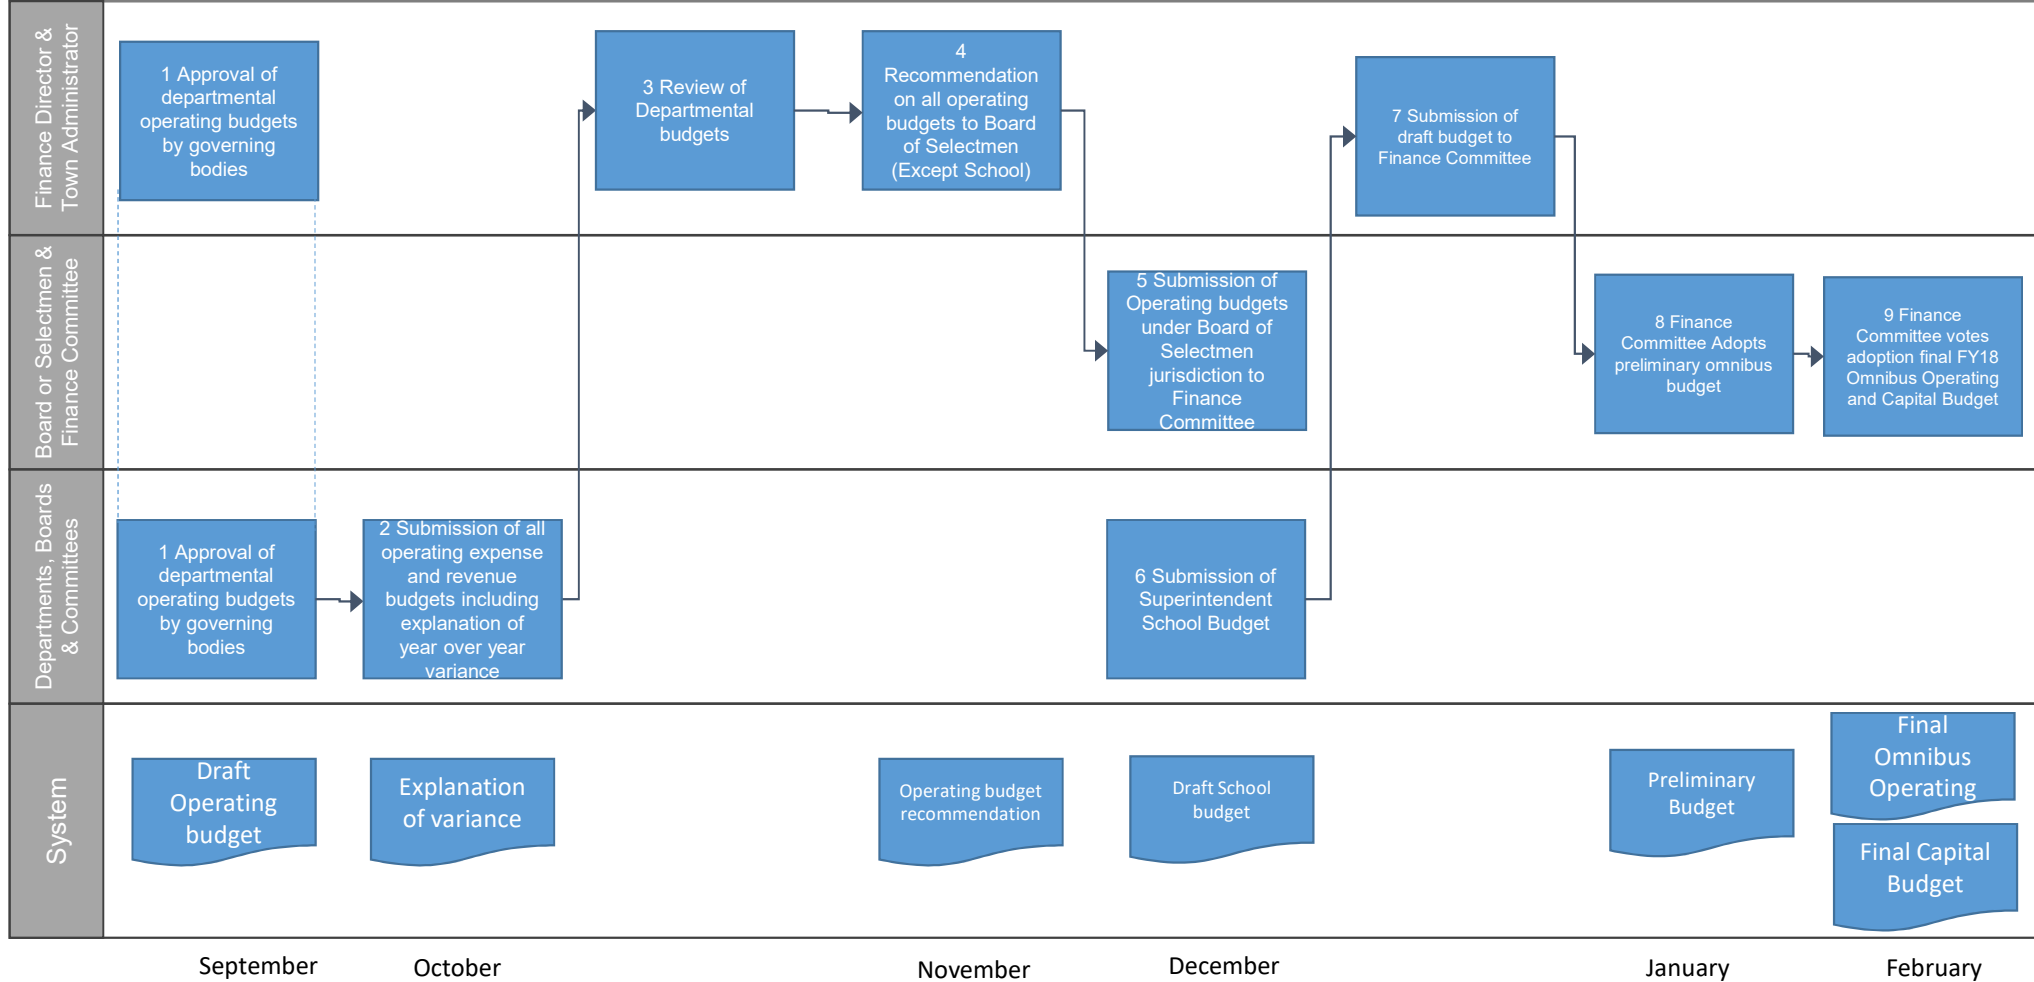 Finance Director &
Town Administrator
1 Approval of
departmental
operating budgets
by governing
bodies
3 Review of
Departmental
budgets
4
Recommendation
on all operating
budgets to Board
of Selectmen
(Except School)
7 Submission of
draft budget to
Finance Committee
Board or Selectmen &
Finance Committee
5 Submission of
Operating budgets
under Board of
Selectmen
jurisdiction to
Finance
Committee
8 Finance
Committee Adopts
preliminary omnibus
budget
9 Finance
Committee votes
adoption final FY18
Omnibus Operating
and Capital Budget
Departments, Boards
& Committees
1 Approval of
departmental
operating budgets
by governing
bodies
2 Submission of all
operating expense
and revenue
budgets including
explanation of
year over year
variance
6 Submission of
Superintendent
School Budget
System
Draft
Operating
budget
Explanation
of variance
Operating budget
recommendation
Draft School
budget
Preliminary
Budget
Final
Omnibus
Operating
Final Capital
Budget
September
October
November
December
January
February